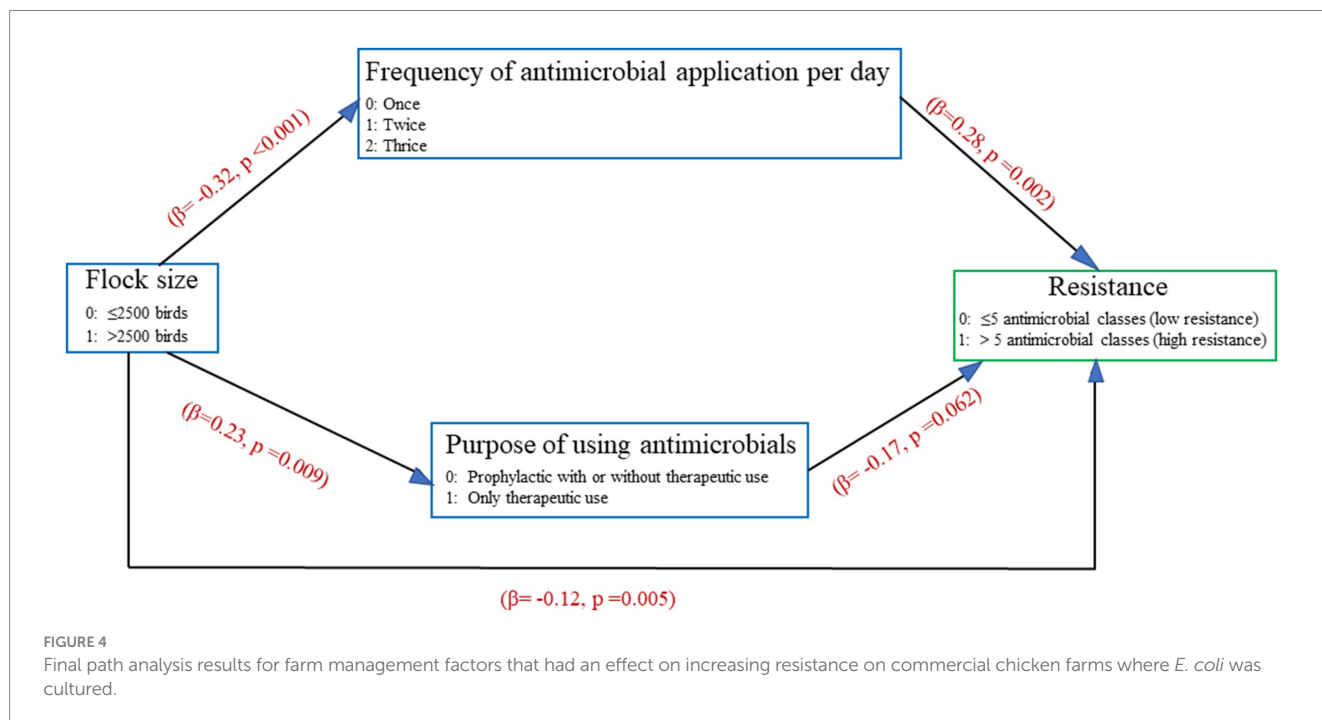 Frequency of antimicrobial application per day
0: Once
1: Twice
2: Thrice
(β= -0.32, p <0.001)
(β=0.28, p =0.002)
Flock size
0: ≤2500 birds
1: >2500 birds
Resistance
0: ≤5 antimicrobial classes (low resistance)
1: > 5 antimicrobial classes (high resistance)
(β=0.23, p =0.009)
Purpose of using antimicrobials
0: Prophylactic with or without therapeutic use
1: Only therapeutic use
(β= -0.17, p =0.062)
(β= -0.12, p =0.005)
FIGURE 4
Final path analysis results for farm management factors that had an effect on increasing resistance on commercial chicken farms where E. coli was
cultured.